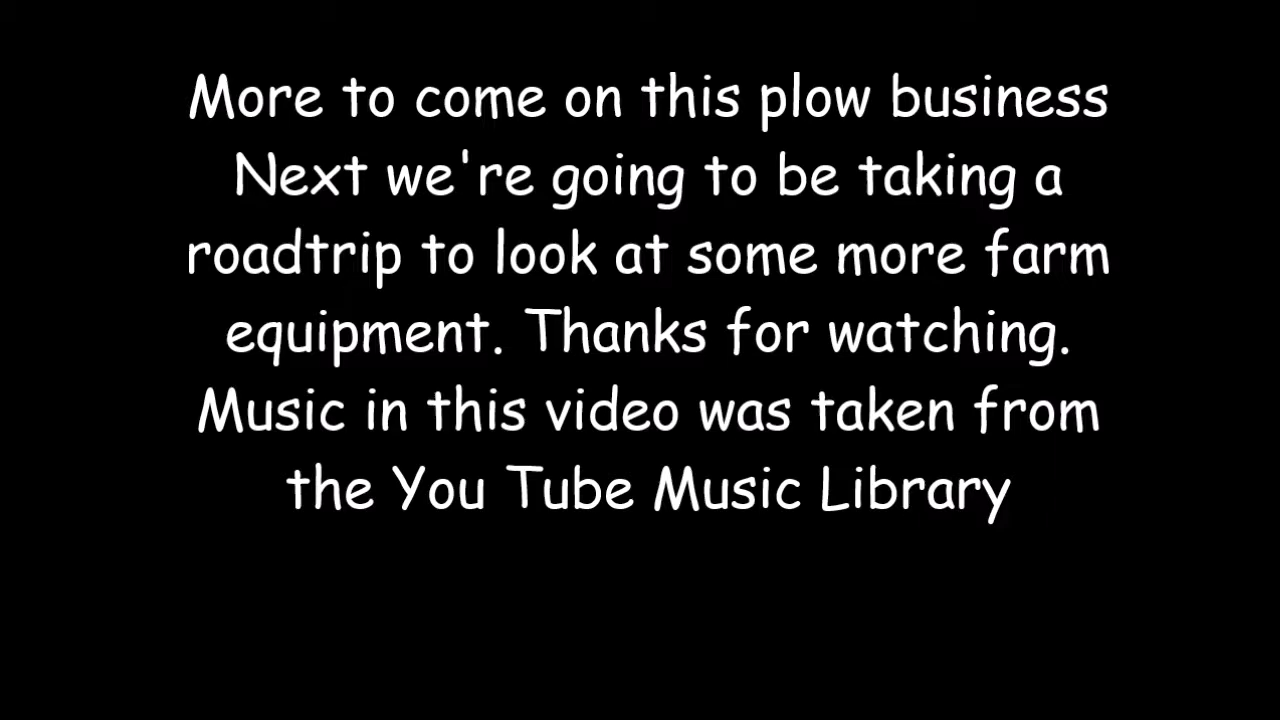 More to come on this plow business
Next we're going to be taking a
roadtrip to look at some more farm
equipment. Thanks for watching.
Music in this video was taken from
the You Tube Music Library